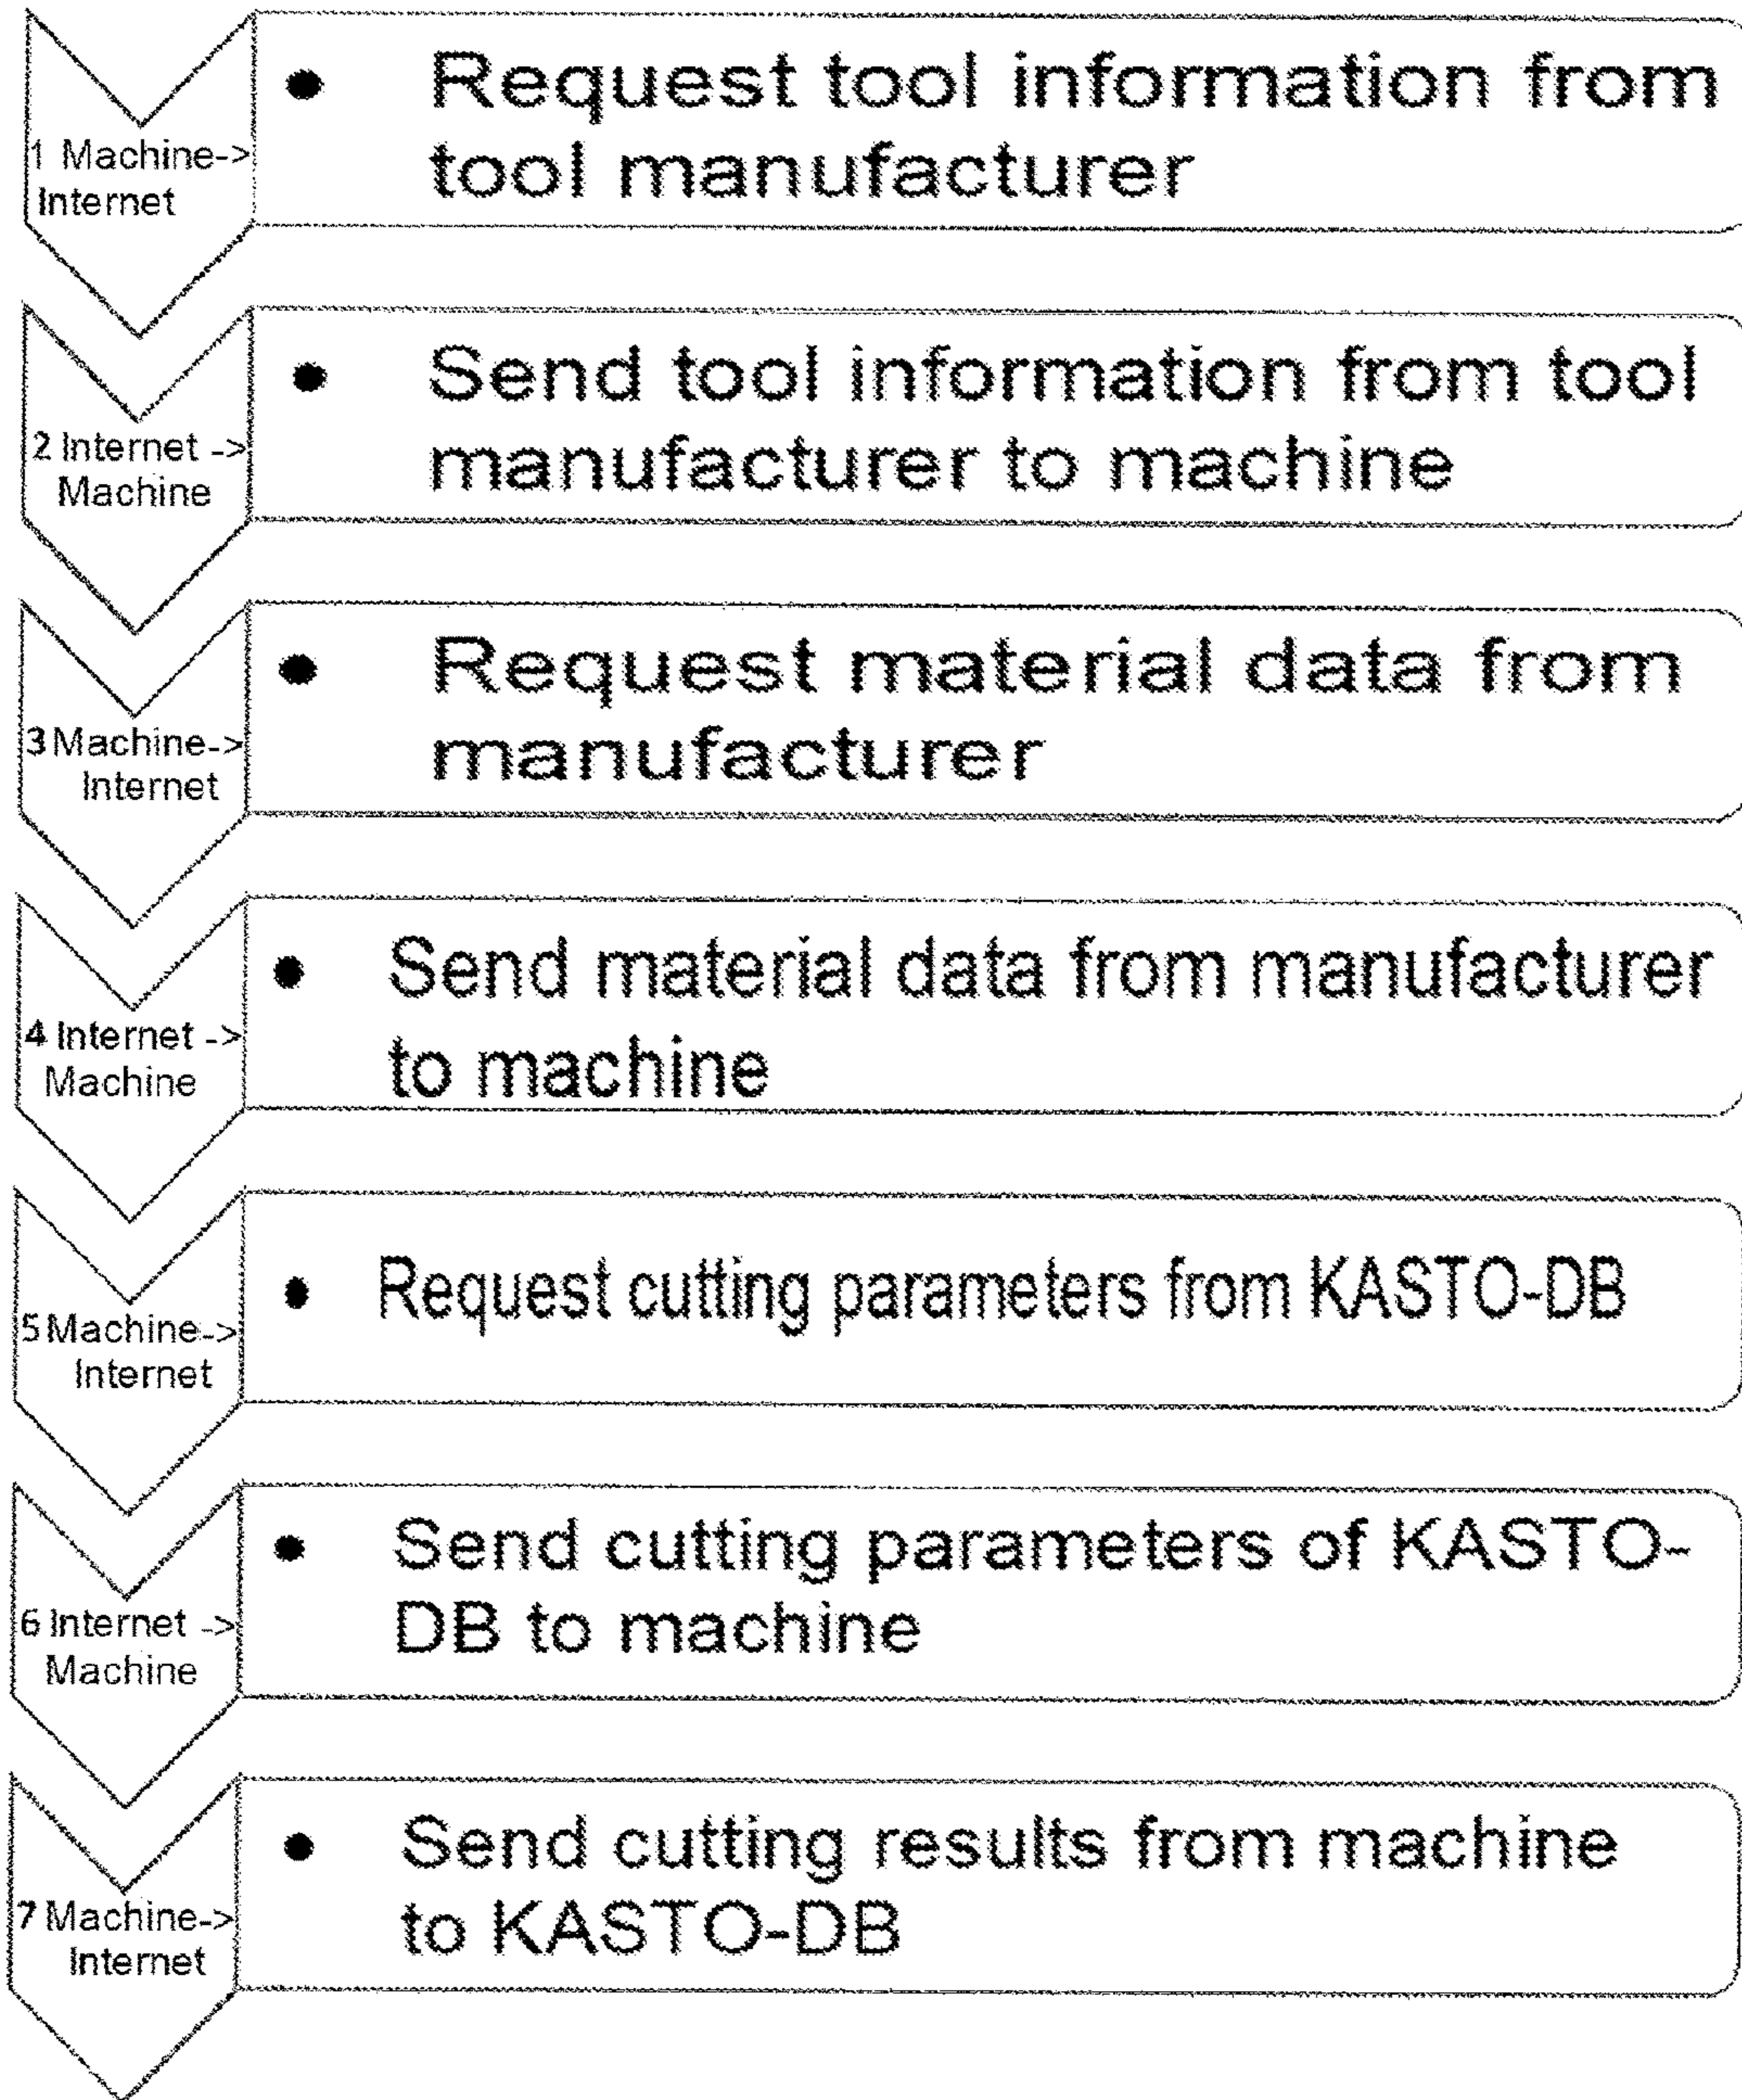 1 Machine->
Internet
• Request tool information from
tool manufacturer
2 Internet ->
Machine
• Send tool information from tool
manufacturer to machine
3 Machine->
Internet
• Request material data from
manufacturer
4 Internet ->
Machine
• Send material data from manufacturer
to machine
5 Machine->
Internet
• Request cutting parameters from KASTO-DB
6 Internet ->
Machine
• Send cutting parameters of KASTO-
DB to machine
7 Machine->
Internet
• Send cutting results from machine
to KASTO-DB